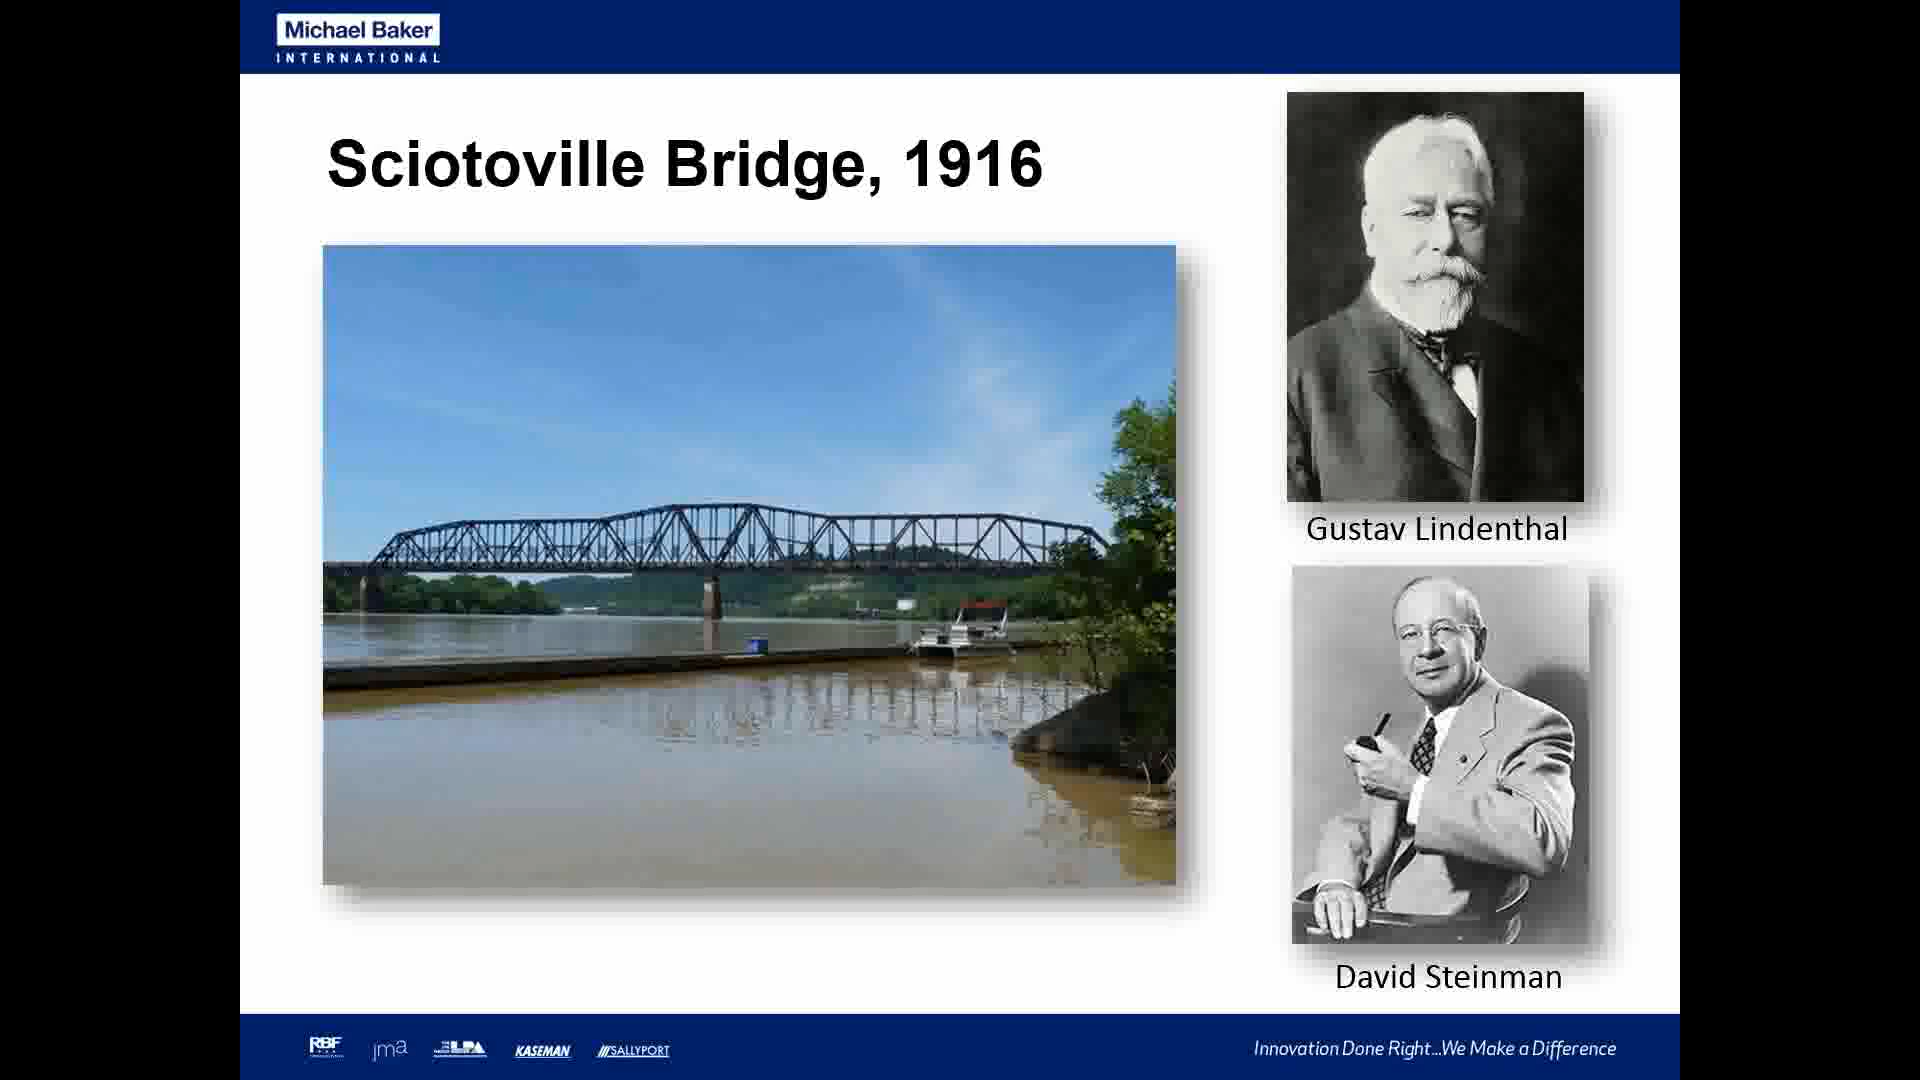 Michael Baker
INTERNATIONAL
Sciotoville Bridge, 1916
Gustav Lindenthal
David Steinman
RBF
jma
LPA
KASEMAN
SALLYPORT
Innovation Done Right...We Make a Difference